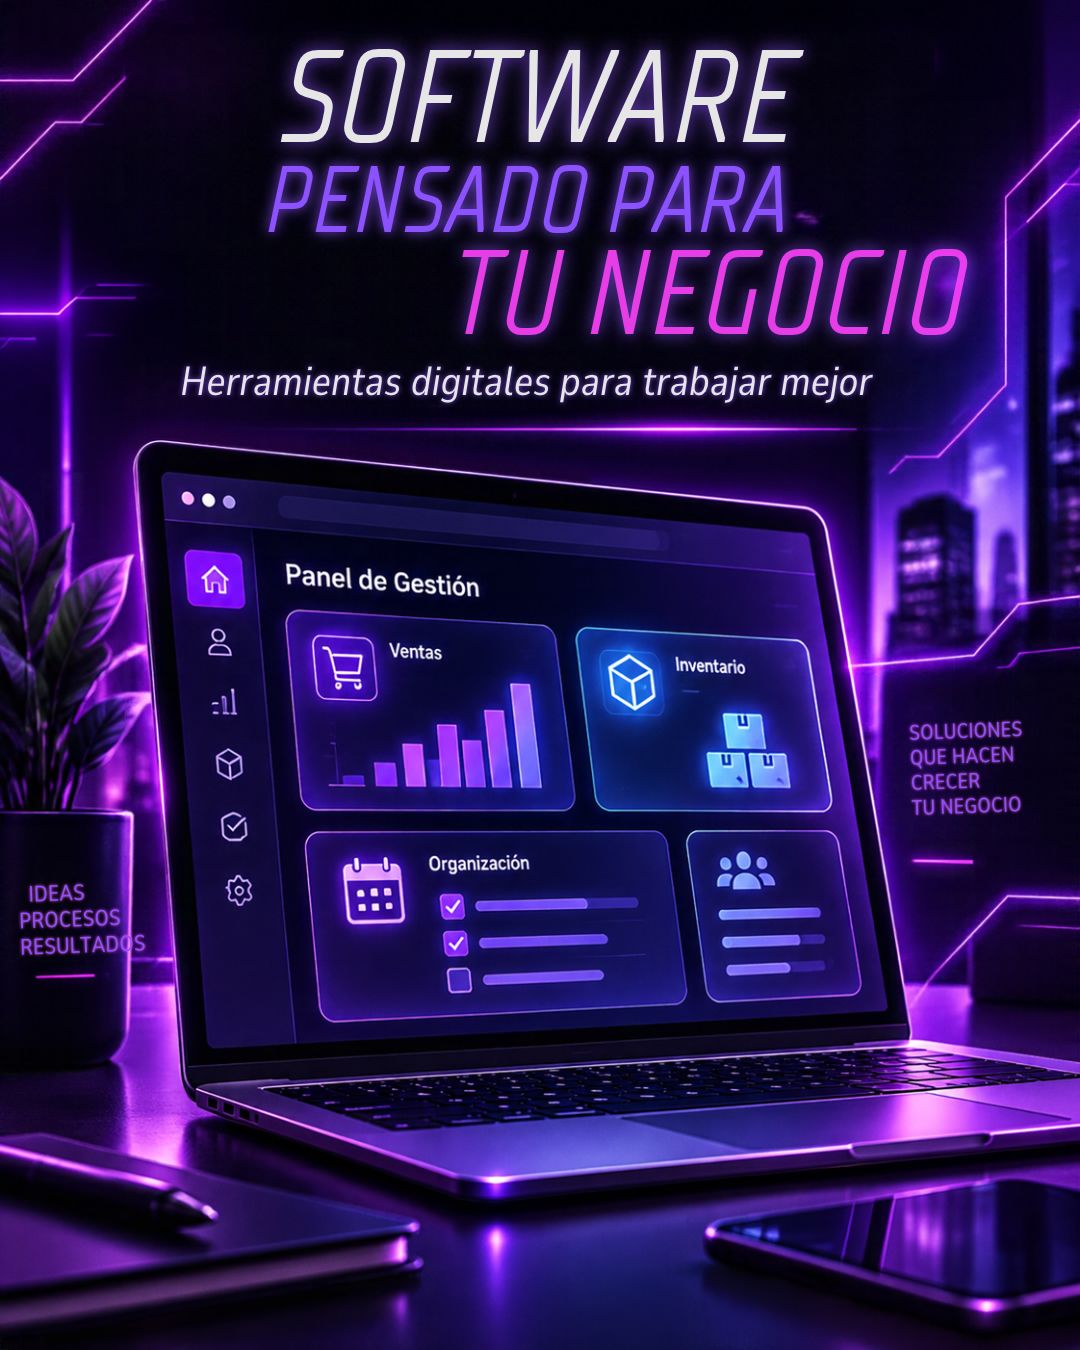 SOFTWARE
PENSADO PARA
TU NEGOCIO
Herramientas digitales para trabajar mejor
Panel de Gestión
Ventas
Inventario
Organización
SOLUCIONES
QUE HACEN
CRECER
TU NEGOCIO
IDEAS
PROCESOS
RESULTADOS